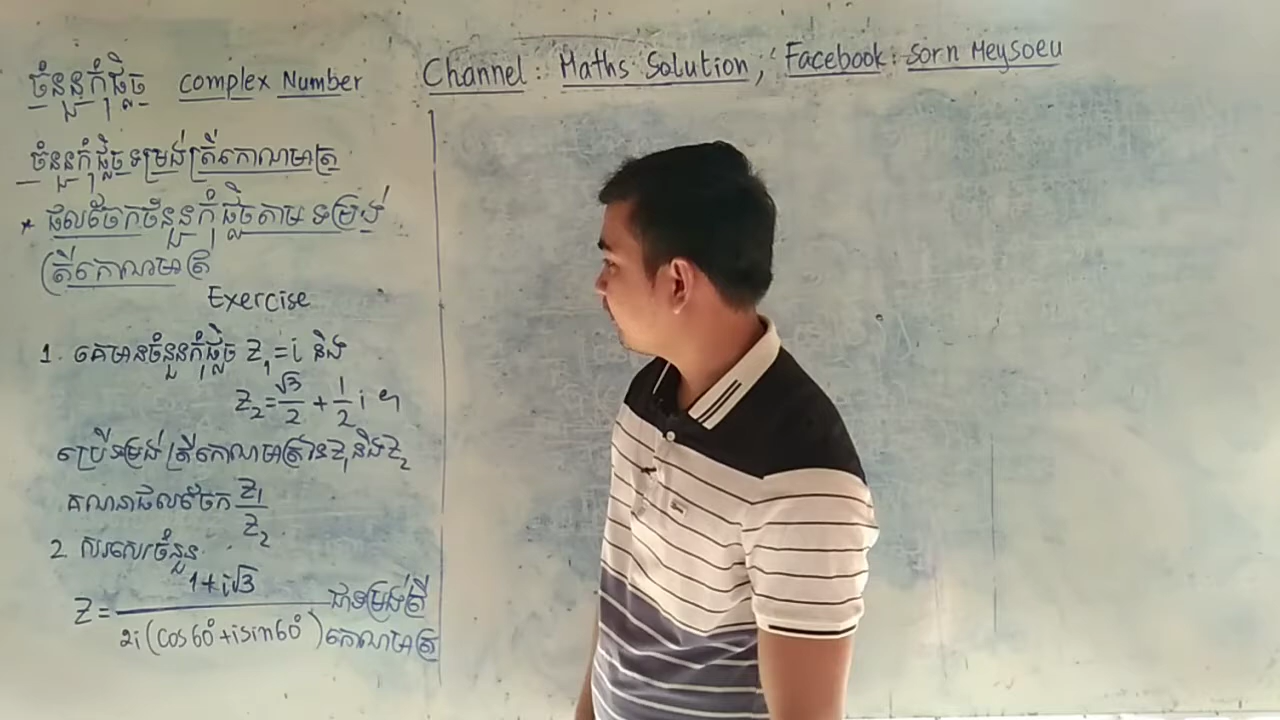 ចំនួនកុំផ្លិច complex Number
Channel : Maths Solution , Facebook : Sorn Meysoeu
ចំនួនកុំផ្លិចទម្រង់ត្រីកោណមាត្រ
* ផលចែកចំនួនកុំផ្លិចតាមទម្រង់
ត្រីកោណមាត្រ
Exercise
1. គេមានចំនួនកុំផ្លិច Z₁ = i និង
Z₂ = √3/2 + 1/2 i ។
ប្រើទម្រង់ត្រីកោណមាត្រនៃ Z₁ និង Z₂
គណនាផលចែក Z₁/Z₂
2. សរសេរចំនួន
Z = (1+i√3)/(2i(cos60°+isin60°)) ជាទម្រង់ត្រី
កោណមាត្រ